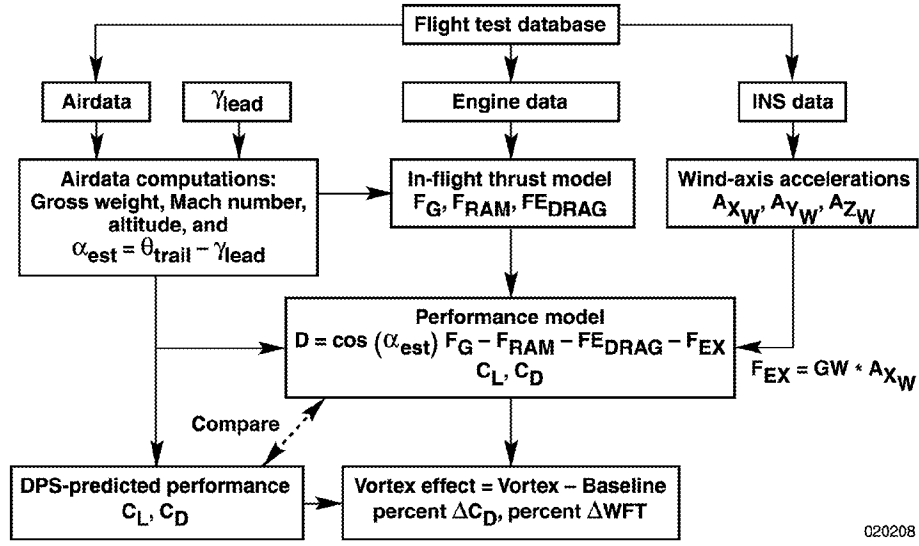 Flight test database
Airdata
γlead
Engine data
INS data
Airdata computations:
Gross weight, Mach number,
altitude, and
αest = θtrail – γlead
In-flight thrust model
FG, FRAM, FEDRAG
Wind-axis accelerations
AXW, AYW, AZW
Performance model
D = cos (αest) FG – FRAM – FEDRAG – FEX
CL, CD
FEX = GW * AXW
Compare
DPS-predicted performance
CL, CD
Vortex effect = Vortex – Baseline
percent ΔCD, percent ΔWFT
020208